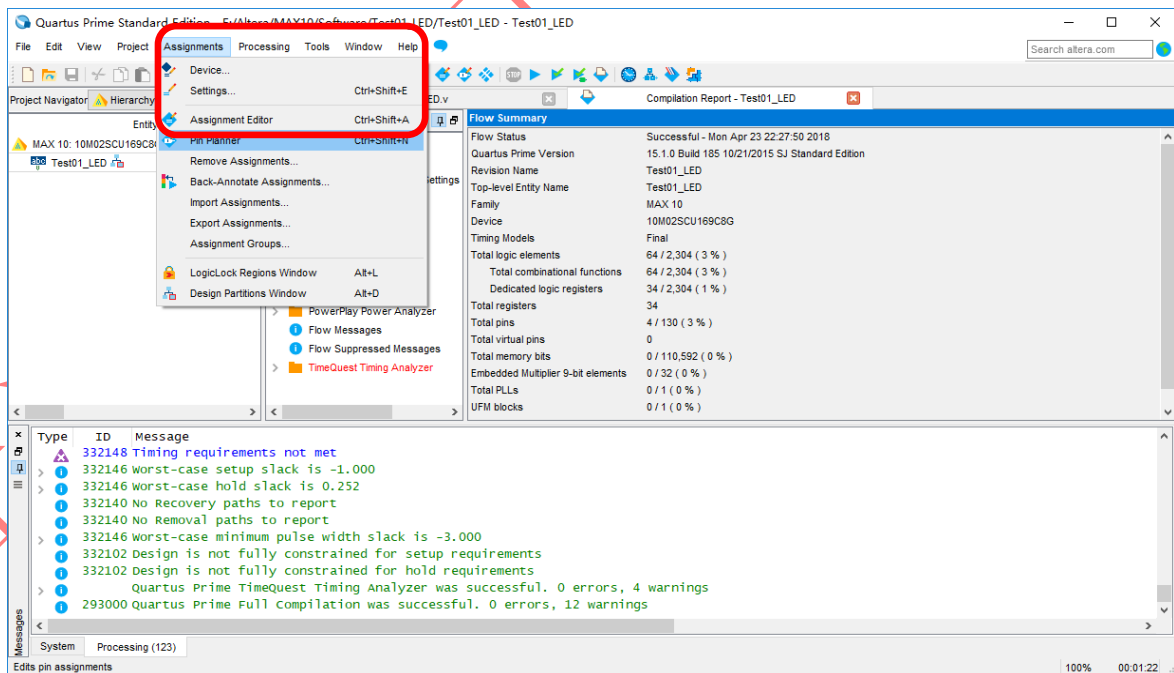 Quartus Prime Standard Edition - E:/Altera/MAX10/Software/Test01_LED/Test01_LED - Test01_LED
File Edit View Project Assignments Processing Tools Window Help
Search altera.com
Device...
Settings... Ctrl+Shift+E
Assignment Editor Ctrl+Shift+A
Pin Planner Ctrl+Shift+N
Remove Assignments...
Back-Annotate Assignments...
Import Assignments...
Export Assignments...
Assignment Groups...
LogicLock Regions Window Alt+L
Design Partitions Window Alt+D
STOP
Project Navigator Hierarchy
Entity
MAX 10: 10M02SCU169C8G
abc Test01_LED
ED.v
Compilation Report - Test01_LED
Settings
PowerPlay Power Analyzer
Flow Messages
Flow Suppressed Messages
TimeQuest Timing Analyzer
Flow Summary
Flow Status Successful - Mon Apr 23 22:27:50 2018
Quartus Prime Version 15.1.0 Build 185 10/21/2015 SJ Standard Edition
Revision Name Test01_LED
Top-level Entity Name Test01_LED
Family MAX 10
Device 10M02SCU169C8G
Timing Models Final
Total logic elements 64 / 2,304 ( 3 % )
Total combinational functions 64 / 2,304 ( 3 % )
Dedicated logic registers 34 / 2,304 ( 1 % )
Total registers 34
Total pins 4 / 130 ( 3 % )
Total virtual pins 0
Total memory bits 0 / 110,592 ( 0 % )
Embedded Multiplier 9-bit elements 0 / 32 ( 0 % )
Total PLLs 0 / 1 ( 0 % )
UFM blocks 0 / 1 ( 0 % )
Type ID Message
332148 Timing requirements not met
332146 Worst-case setup slack is -1.000
332146 Worst-case hold slack is 0.252
332140 No Recovery paths to report
332140 No Removal paths to report
332146 Worst-case minimum pulse width slack is -3.000
332102 Design is not fully constrained for setup requirements
332102 Design is not fully constrained for hold requirements
Quartus Prime TimeQuest Timing Analyzer was successful. 0 errors, 4 warnings
293000 Quartus Prime Full Compilation was successful. 0 errors, 12 warnings
Messages
System Processing (123)
Edits pin assignments 100% 00:01:22